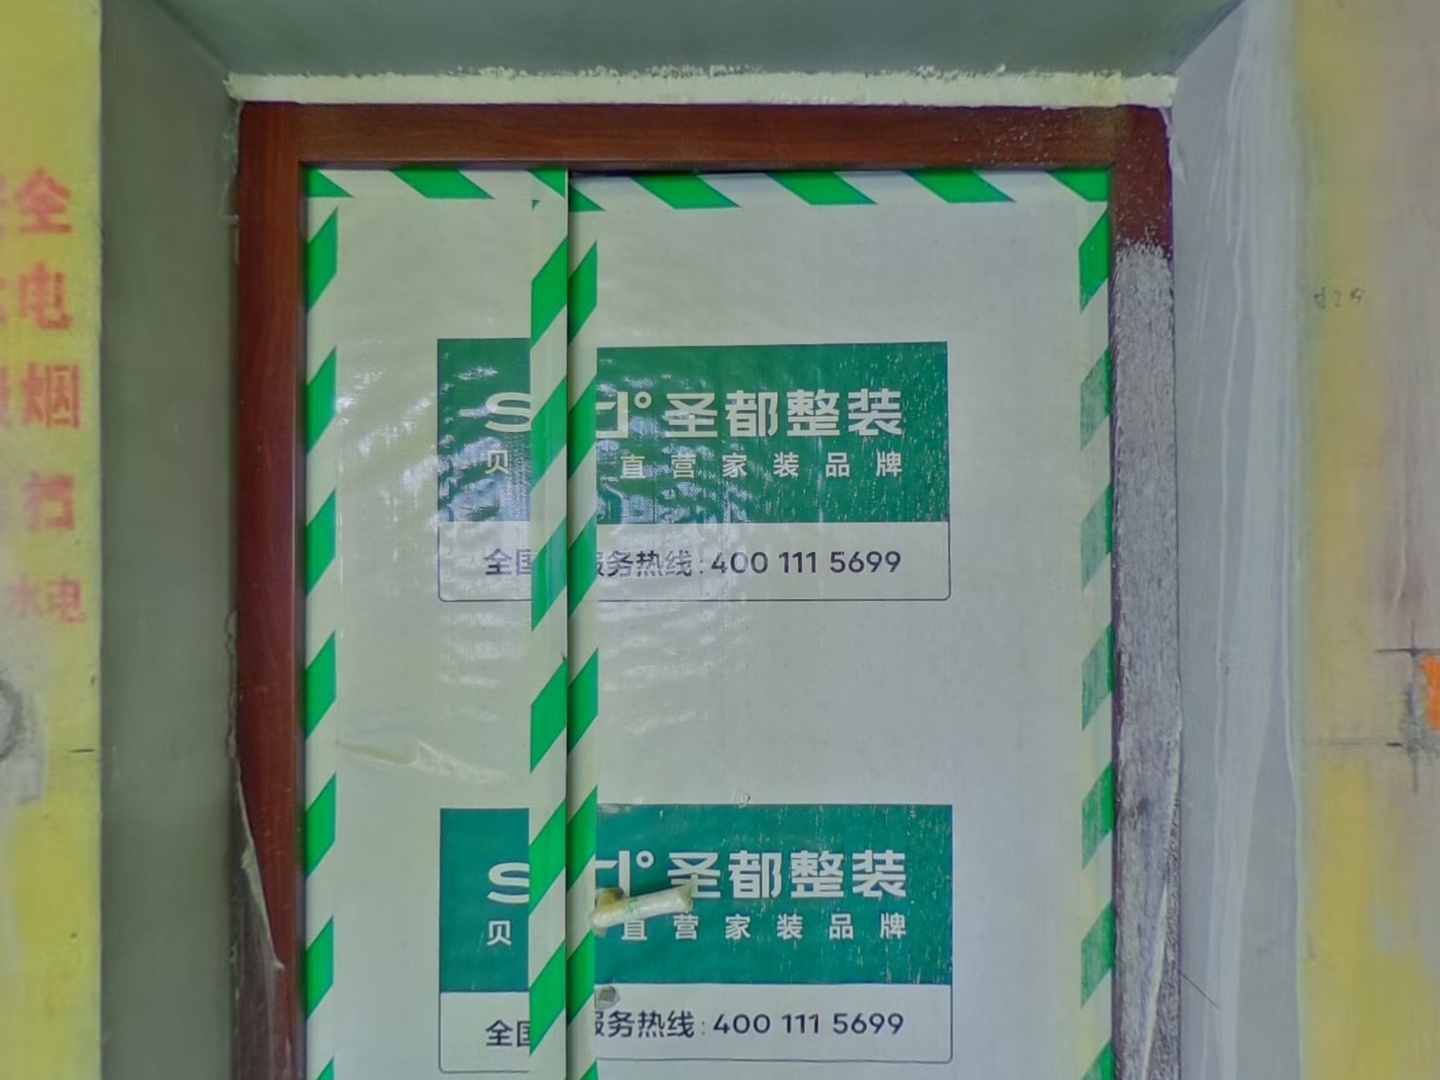 全
电
烟
扫
水电
圣都整装
贝 直营家装品牌
全国 服务热线:400 111 5699
圣都整装
贝 直营家装品牌
全国 服务热线:400 111 5699